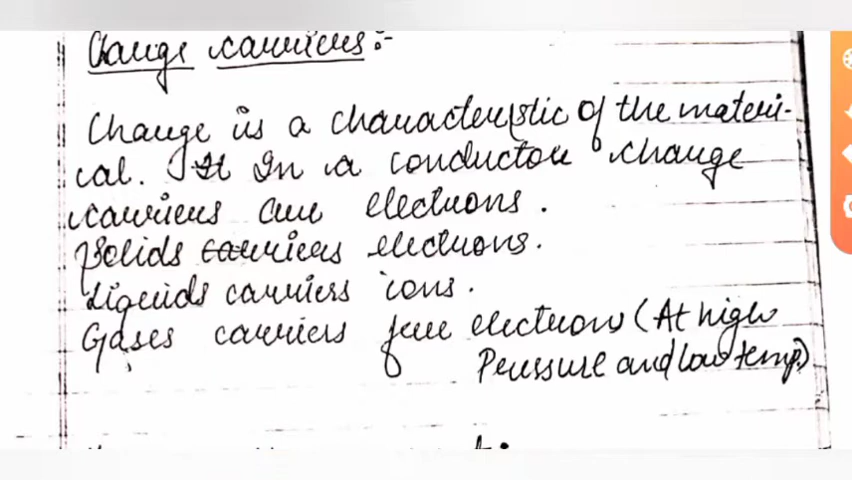 Charge carriers :-
Charge is a characteristic of the materi-
cal. It In a conductor charge
carriers are electrons.
Solids carriers electrons.
Liquids carriers ions.
Gases carriers free electrons (At high
Pressure and low temp.)